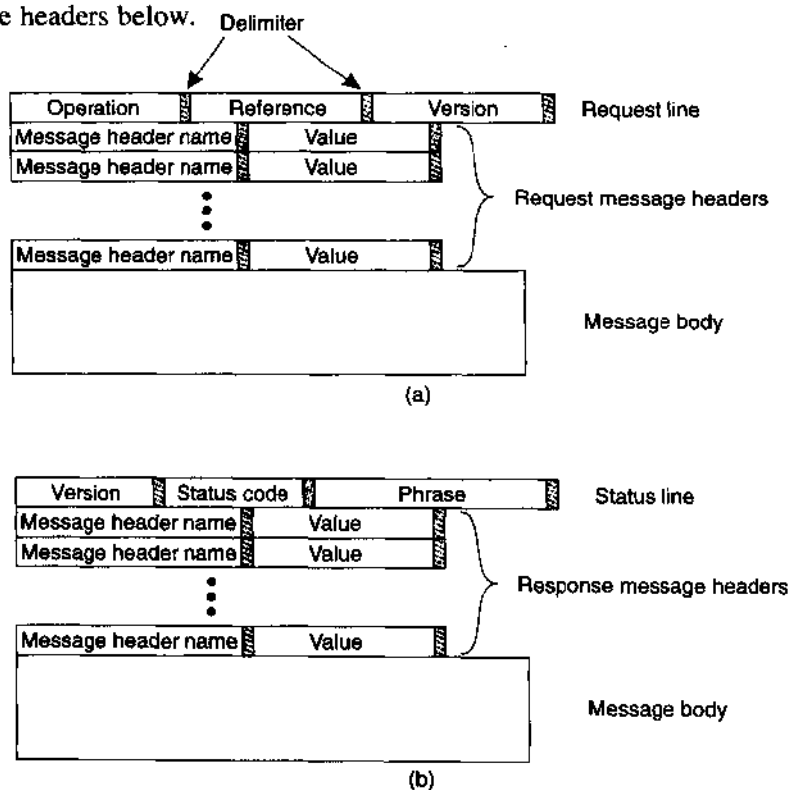 e headers below.
Delimiter
Operation Reference Version Request line
Message header name Value
Message header name Value
Request message headers
Message header name Value
Message body
(a)
Version Status code Phrase Status line
Message header name Value
Message header name Value
Response message headers
Message header name Value
Message body
(b)